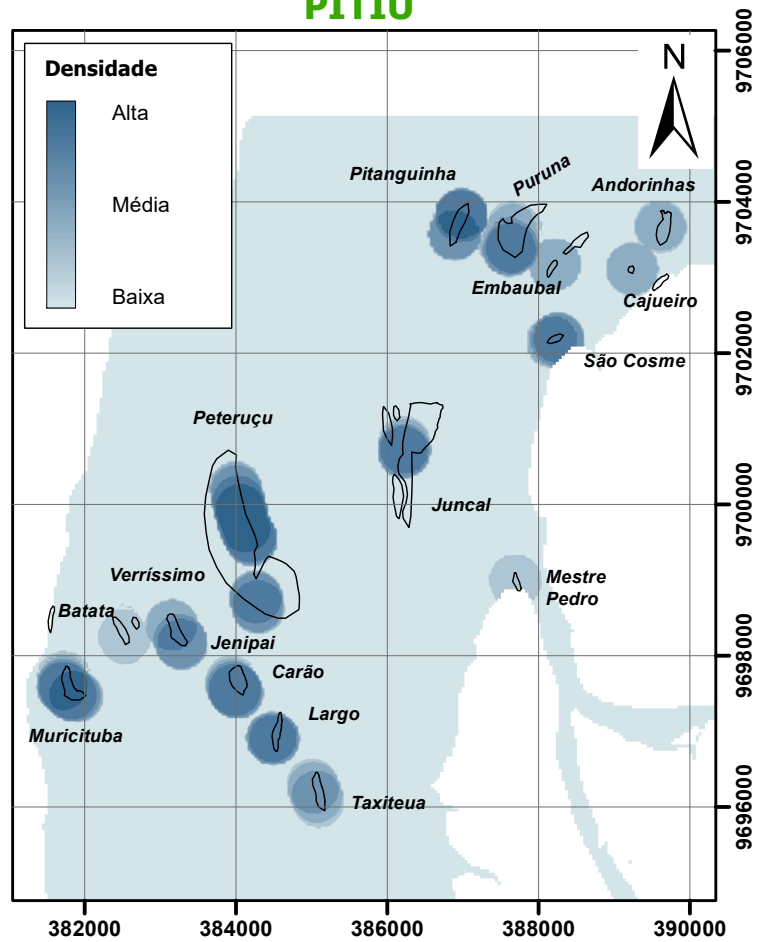 PITIÚ
Densidade
Alta
Média
Baixa
N
Pitanguinha
Puruna
Andorinhas
Embaubal
Cajueiro
São Cosme
Peteruçu
Juncal
Verríssimo
Mestre
Pedro
Batata
Jenipai
Carão
Muricituba
Largo
Taxiteua
9706000
9704000
9702000
9700000
9698000
9696000
382000
384000
386000
388000
390000